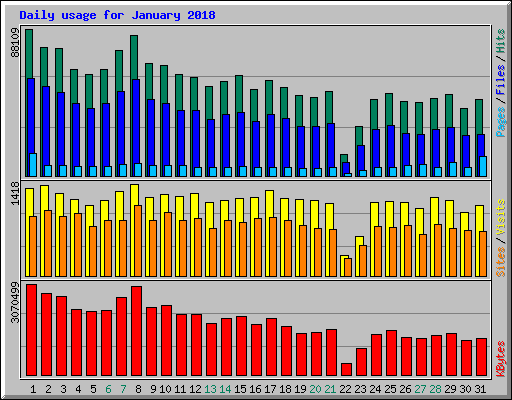 Daily usage for January 2018
88109
Pages / Files / Hits
1418
Sites / Visits
3070499
KBytes
1 2 3 4 5 6 7 8 9 10 11 12 13 14 15 16 17 18 19 20 21 22 23 24 25 26 27 28 29 30 31